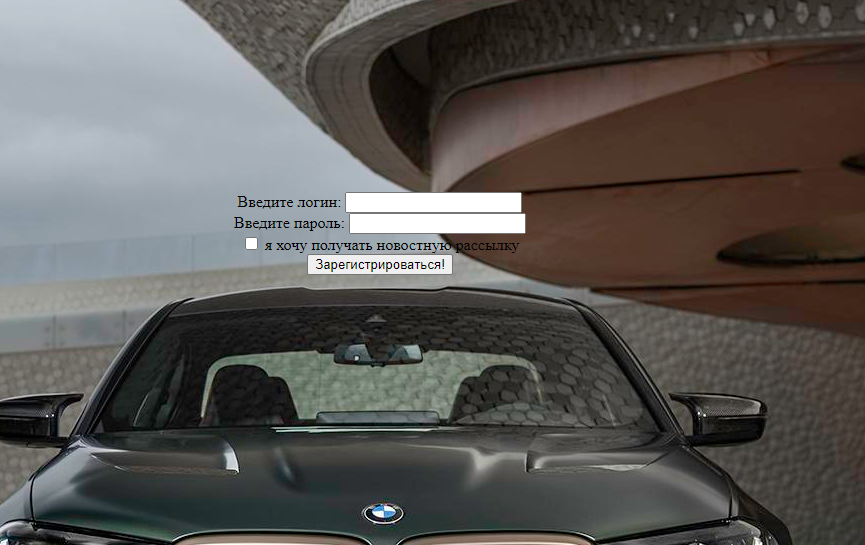 Введите логин:
Введите пароль:
я хочу получать новостную рассылку
Зарегистрироваться!